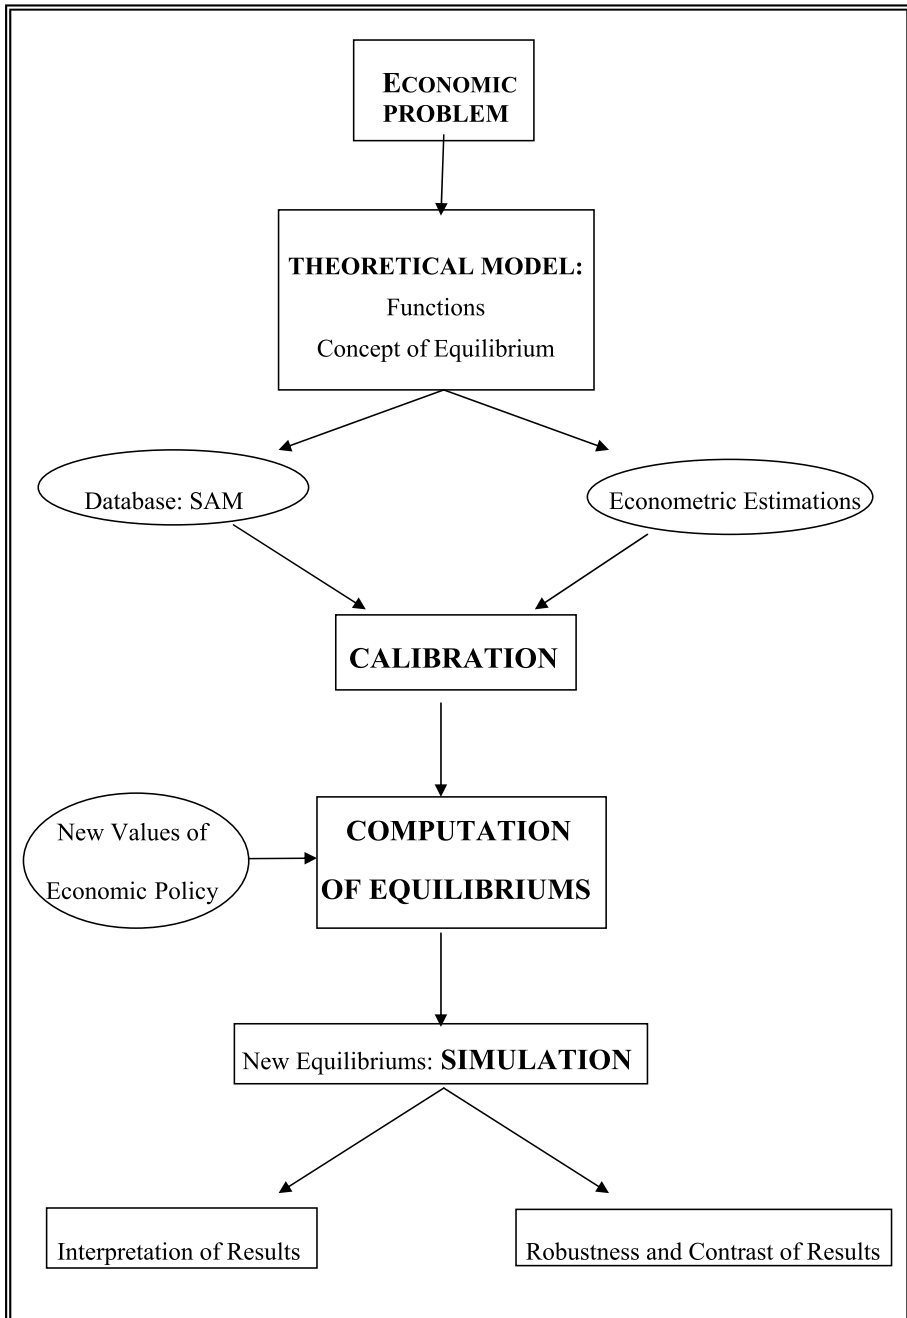 ECONOMIC
PROBLEM
THEORETICAL MODEL:
Functions
Concept of Equilibrium
Database: SAM
Econometric Estimations
CALIBRATION
New Values of
Economic Policy
COMPUTATION
OF EQUILIBRIUMS
New Equilibriums: SIMULATION
Interpretation of Results
Robustness and Contrast of Results